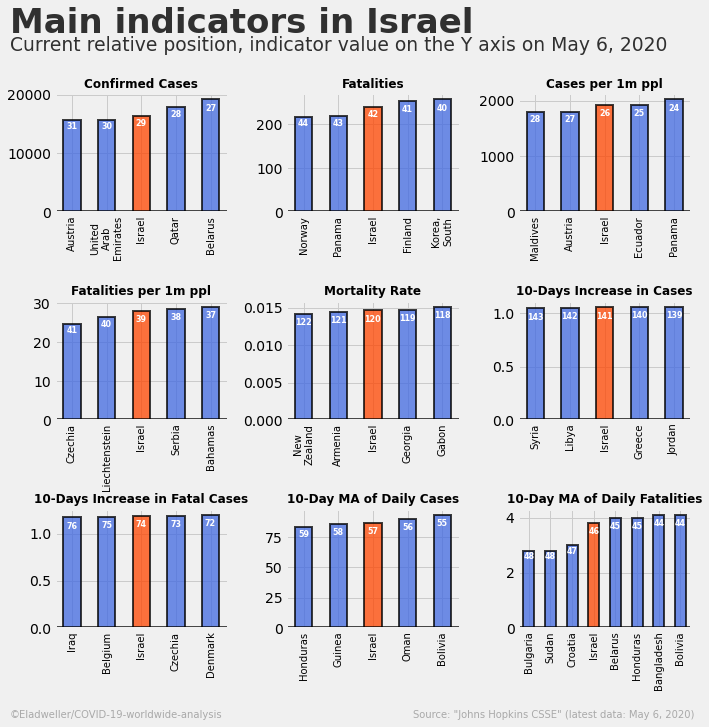 Main indicators in Israel
Current relative position, indicator value on the Y axis on May 6, 2020
Confirmed Cases
20000
10000
0
31
30
29
28
27
Austria
United
Arab
Emirates
Israel
Qatar
Belarus
Fatalities
200
100
0
44
43
42
41
40
Norway
Panama
Israel
Finland
Korea,
South
Cases per 1m ppl
2000
1000
0
28
27
26
25
24
Maldives
Austria
Israel
Ecuador
Panama
Fatalities per 1m ppl
30
20
10
0
41
40
39
38
37
Czechia
Liechtenstein
Israel
Serbia
Bahamas
Mortality Rate
0.015
0.010
0.005
0.000
122
121
120
119
118
New
Zealand
Armenia
Israel
Georgia
Gabon
10-Days Increase in Cases
1.0
0.5
0.0
143
142
141
140
139
Syria
Libya
Israel
Greece
Jordan
10-Days Increase in Fatal Cases
1.0
0.5
0.0
76
75
74
73
72
Iraq
Belgium
Israel
Czechia
Denmark
10-Day MA of Daily Cases
75
50
25
0
59
58
57
56
55
Honduras
Guinea
Israel
Oman
Bolivia
10-Day MA of Daily Fatalities
4
2
0
48
48
47
46
45
45
44
44
Bulgaria
Sudan
Croatia
Israel
Belarus
Honduras
Bangladesh
Bolivia
©Eladweller/COVID-19-worldwide-analysis
Source: "Johns Hopkins CSSE" (latest data: May 6, 2020)